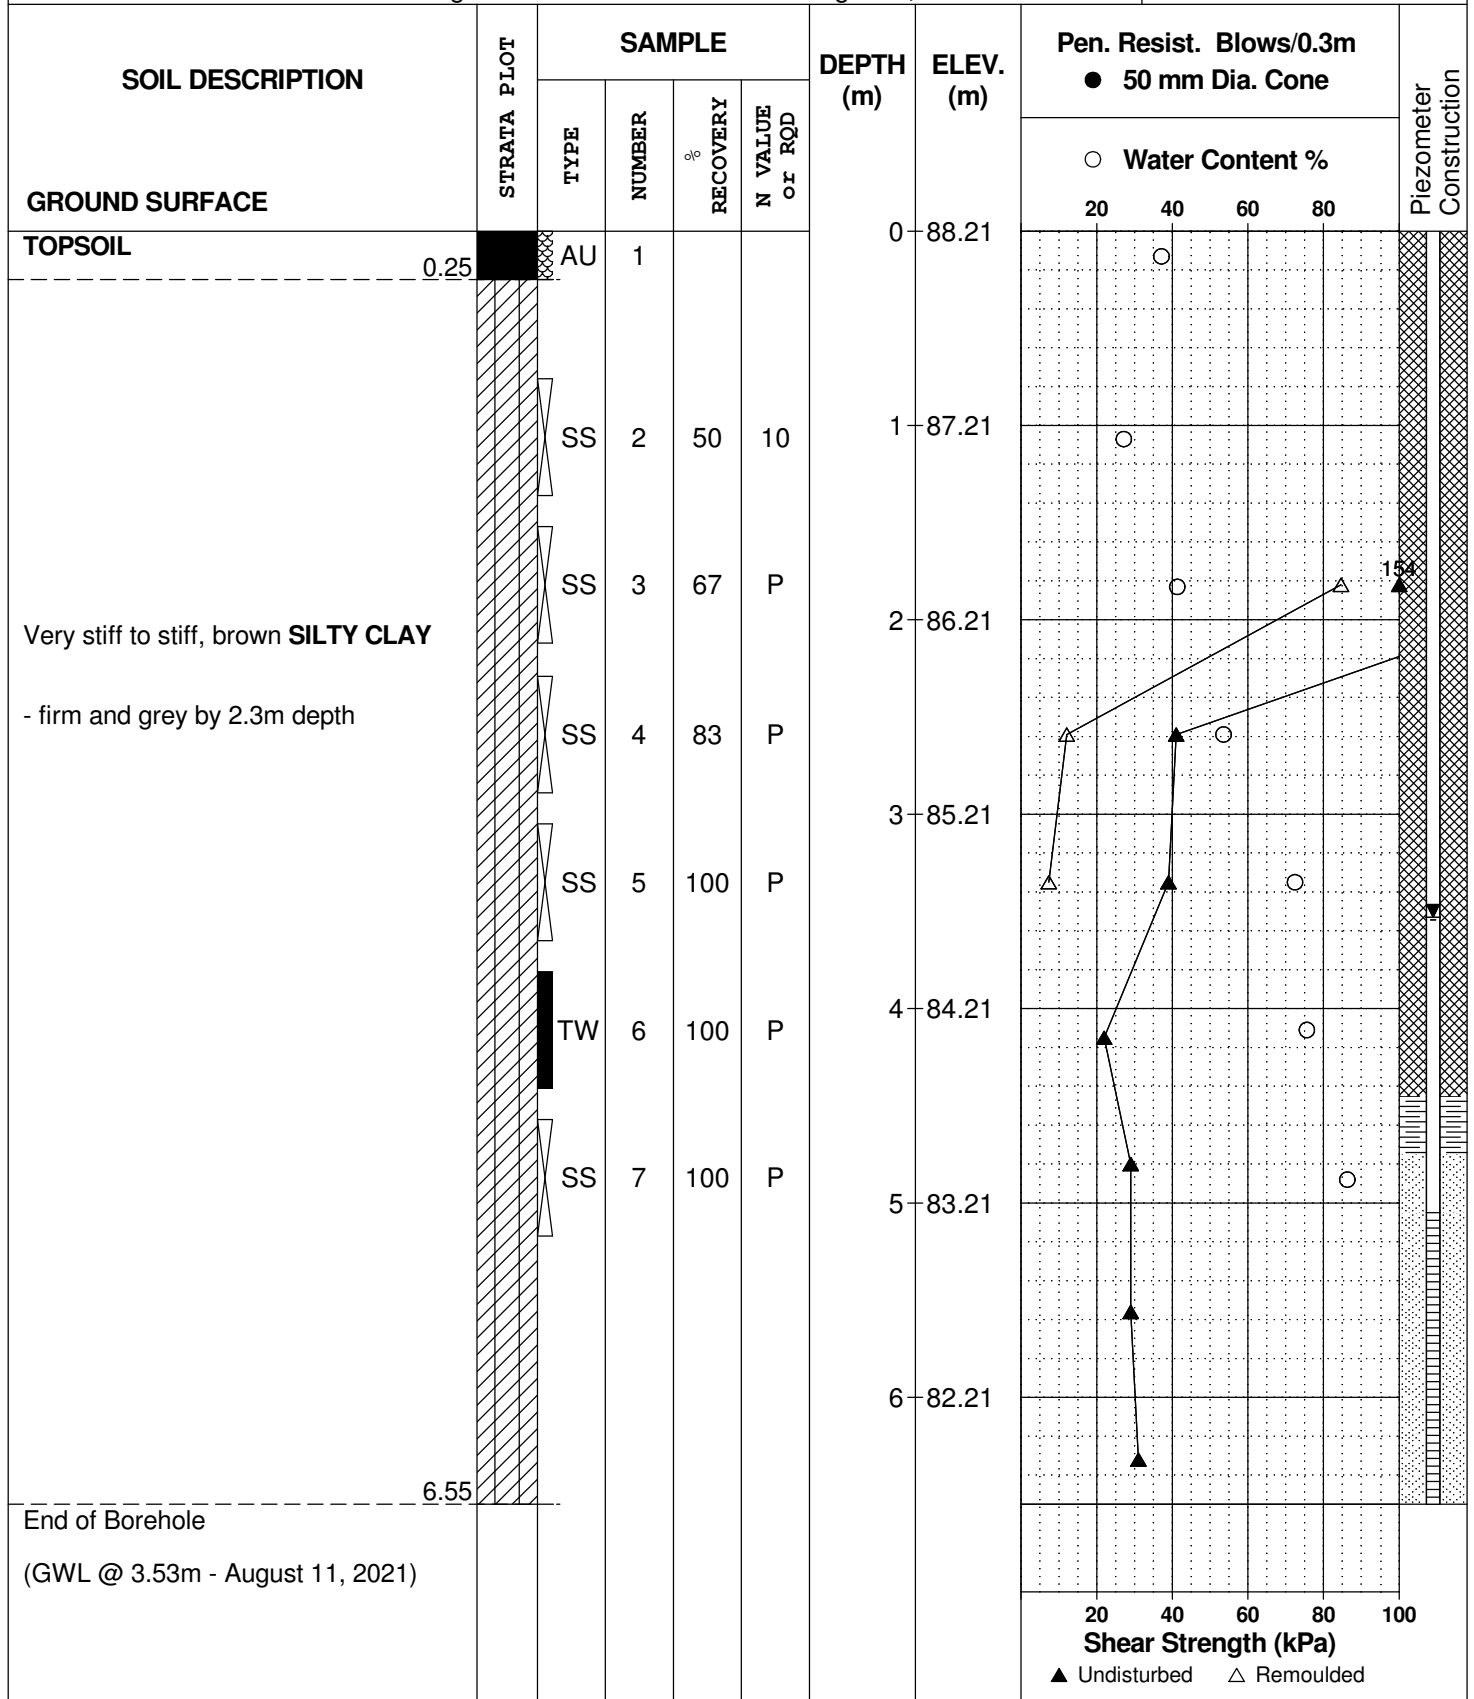 SOIL DESCRIPTION
GROUND SURFACE
STRATA PLOT
SAMPLE
TYPE
NUMBER
% RECOVERY
N VALUE or RQD
DEPTH (m)
ELEV. (m)
Pen. Resist. Blows/0.3m
● 50 mm Dia. Cone
○ Water Content %
20 40 60 80
Piezometer Construction
TOPSOIL
0.25
AU 1
0 88.21
SS 2 50 10
1 87.21
SS 3 67 P
154
2 86.21
Very stiff to stiff, brown SILTY CLAY
- firm and grey by 2.3m depth
SS 4 83 P
3 85.21
SS 5 100 P
4 84.21
TW 6 100 P
SS 7 100 P
5 83.21
6 82.21
6.55
End of Borehole
(GWL @ 3.53m - August 11, 2021)
20 40 60 80 100
Shear Strength (kPa)
▲ Undisturbed △ Remoulded